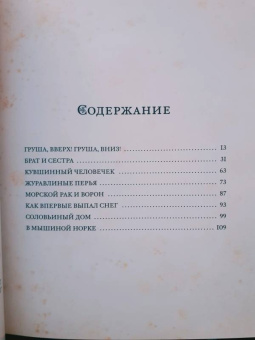 СОДЕРЖАНИЕ
ГРУША, ВВЕРХ! ГРУША, ВНИЗ! 13
БРАТ И СЕСТРА 31
КУВШИННЫЙ ЧЕЛОВЕЧЕК 63
ЖУРАВЛИНЫЕ ПЕРЬЯ 73
МОРСКОЙ РАК И ВОРОН 87
КАК ВПЕРВЫЕ ВЫПАЛ СНЕГ 93
СОЛОВЬИНЫЙ ДОМ 99
В МЫШИНОЙ НОРКЕ 109